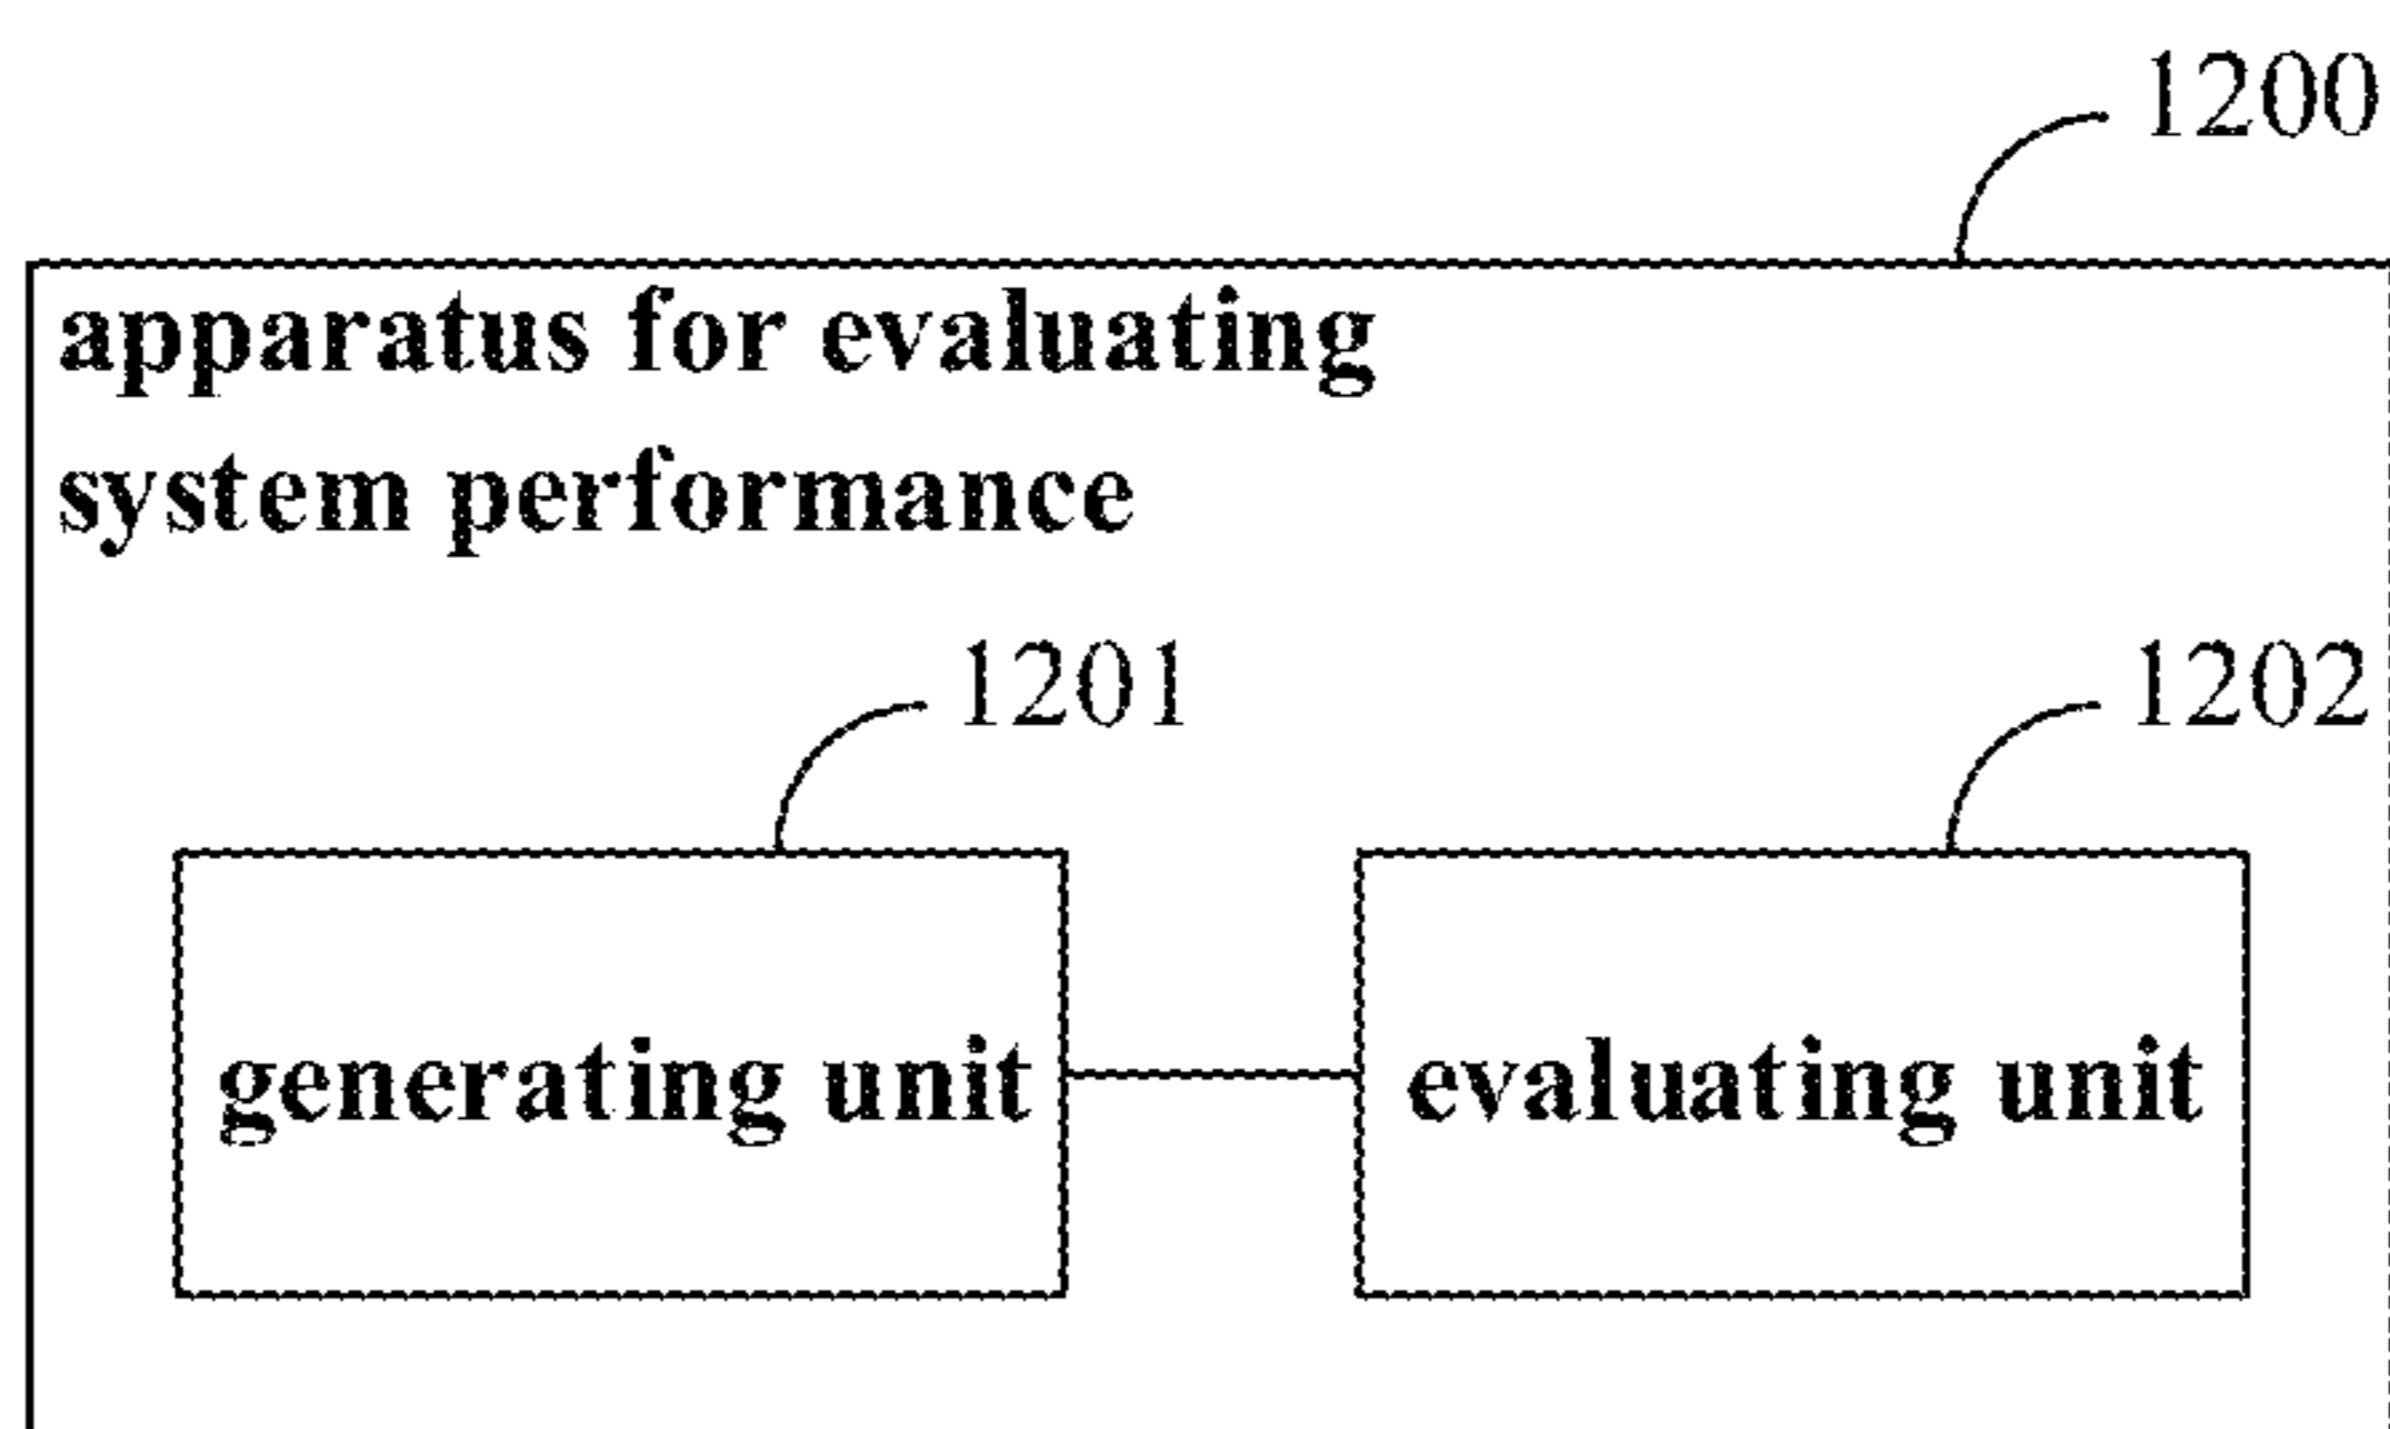 1200
apparatus for evaluating
system performance
1201
1202
generating unit
evaluating unit